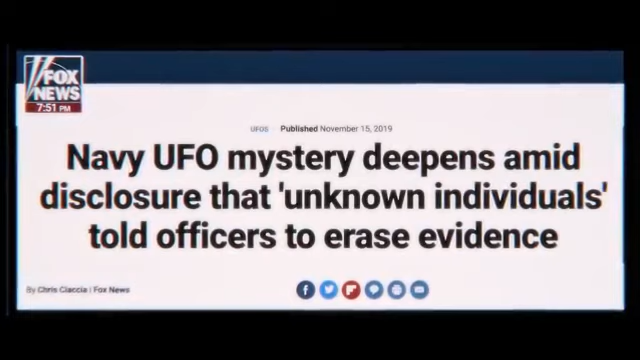 FOX
NEWS
7:51 PM
UFOS Published November 15, 2019
Navy UFO mystery deepens amid
disclosure that 'unknown individuals'
told officers to erase evidence
By Chris Ciaccia | Fox News